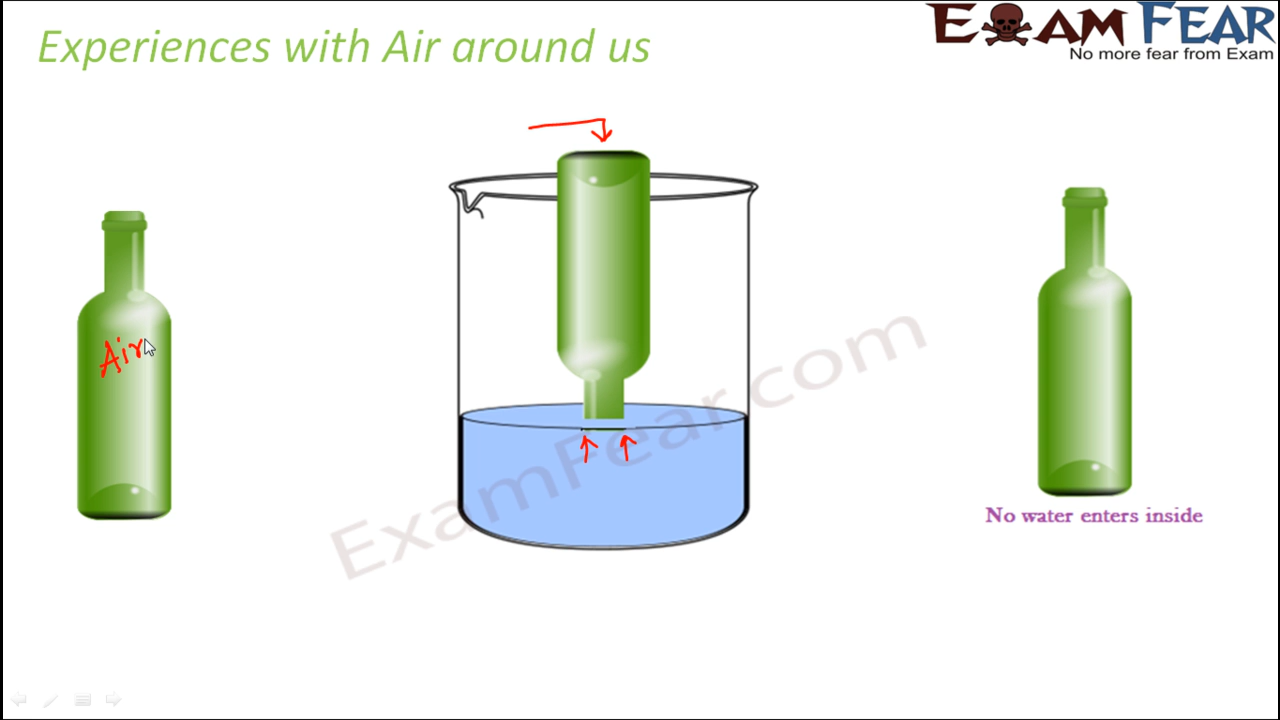 Experiences with Air around us
EXAM FEAR
No more fear from Exam
Air
ExamFear.com
No water enters inside